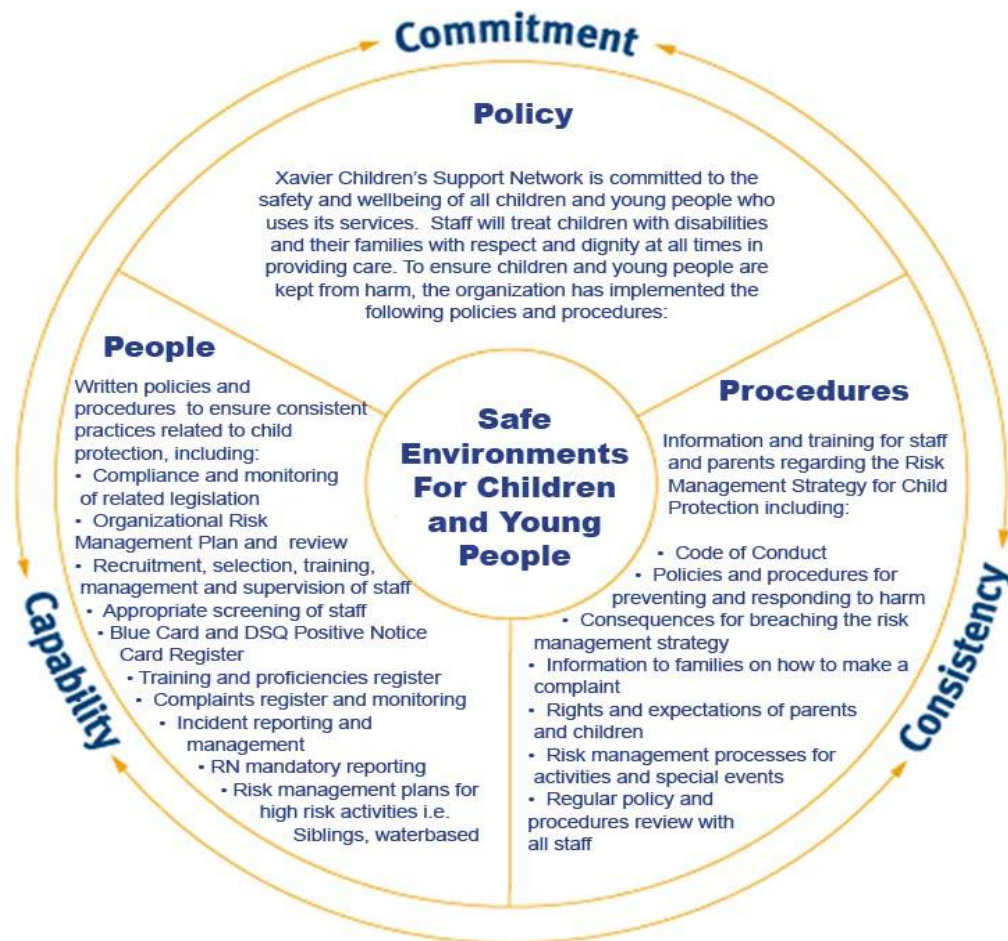 Commitment
Policy
Xavier Children's Support Network is committed to the
safety and wellbeing of all children and young people who
uses its services. Staff will treat children with disabilities
and their families with respect and dignity at all times in
providing care. To ensure children and young people are
kept from harm, the organization has implemented the
following policies and procedures:
People
Written policies and
procedures to ensure consistent
practices related to child
protection, including:
• Compliance and monitoring
of related legislation
• Organizational Risk
Management Plan and review
• Recruitment, selection, training,
management and supervision of staff
• Appropriate screening of staff
• Blue Card and DSQ Positive Notice
Card Register
• Training and proficiencies register
• Complaints register and monitoring
• Incident reporting and
management
• RN mandatory reporting
• Risk management plans for
high risk activities i.e.
Siblings, waterbased
Safe
Environments
For Children
and Young
People
Procedures
Information and training for staff
and parents regarding the Risk
Management Strategy for Child
Protection including:
• Code of Conduct
• Policies and procedures for
preventing and responding to harm
• Consequences for breaching the risk
management strategy
• Information to families on how to make a
complaint
• Rights and expectations of parents
and children
• Risk management processes for
activities and special events
• Regular policy and
procedures review with
all staff
Capability
Consistency